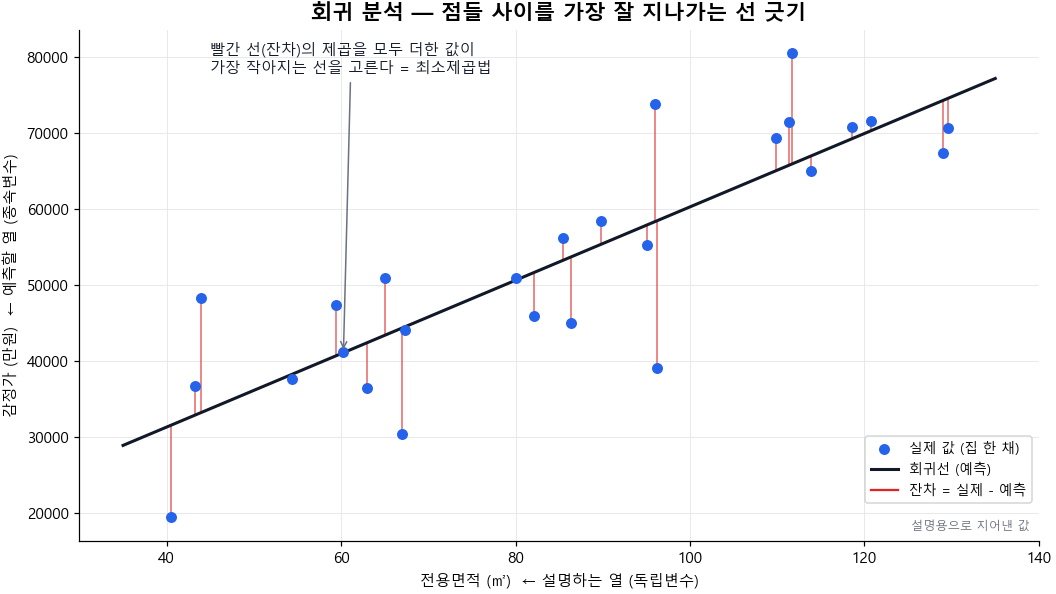 회귀 분석 — 점들 사이를 가장 잘 지나가는 선 긋기
빨간 선(잔차)의 제곱을 모두 더한 값이
가장 작아지는 선을 고른다 = 최소제곱법
감정가 (만원) ← 예측할 열 (종속변수)
80000
70000
60000
50000
40000
30000
20000
실제 값 (집 한 채)
회귀선 (예측)
잔차 = 실제 - 예측
설명용으로 지어낸 값
40 60 80 100 120 140
전용면적 (㎡) ← 설명하는 열 (독립변수)